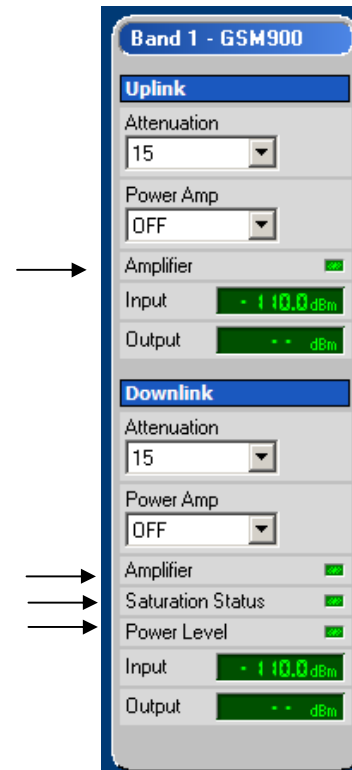 Band 1 - GSM900
Uplink
Attenuation
15
Power Amp
OFF
Amplifier
Input - 110.0 dBm
Output - - dBm
Downlink
Attenuation
15
Power Amp
OFF
Amplifier
Saturation Status
Power Level
Input - 110.0 dBm
Output - - dBm